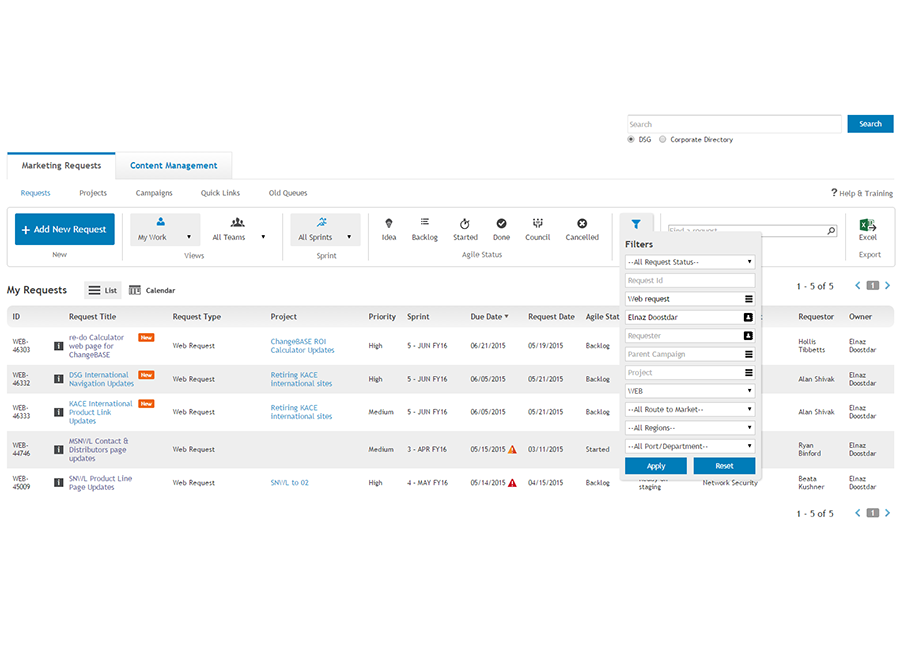 Search
Search
DSG Corporate Directory
Marketing Requests Content Management
Requests Projects Campaigns Quick Links Old Queues
? Help & Training
+ Add New Request
New
My Work ▼ All Teams ▼
Views
All Sprints ▼
Sprint
Idea Backlog Started Done Council Cancelled
Agile Status
Find a request
Excel
Export
Filters
--All Request Status--
Request Id
Web request
Elnaz Doostdar
Requester
Parent Campaign
Project
WEB
--All Route to Market--
--All Regions--
--All Port/Department--
Apply Reset
My Requests List Calendar
1 - 5 of 5 < 1 >
ID Request Title Request Type Project Priority Sprint Due Date ▼ Request Date Agile Stat Requestor Owner
WEB-
46303
i
re-do Calculator
web page for
ChangeBASE
New
Web Request
ChangeBASE ROI
Calculator Updates
High 5 - JUN FY16 06/21/2015 05/19/2015 Backlog
Hollis
Tibbetts
Elnaz
Doostdar
WEB-
46332
i
DSG International
Navigation Updates
New
Web Request
Retiring KACE
International sites
High 5 - JUN FY16 06/05/2015 05/21/2015 Backlog
Alan Shivak
Elnaz
Doostdar
WEB-
46333
i
KACE International
Product Link
Updates
New
Web Request
Retiring KACE
International sites
Medium 5 - JUN FY16 06/05/2015 05/21/2015 Backlog
Alan Shivak
Elnaz
Doostdar
WEB-
44746
i
MSNWL Contact &
Distributors page
updates
Web Request
Medium 3 - APR FY16 05/15/2015 03/11/2015 Started
Ryan
Binford
Elnaz
Doostdar
WEB-
45009
i
SNWL Product Line
Page Updates
Web Request
SNWL to 02
High 4 - MAY FY16 05/14/2015 04/15/2015 Backlog
staging
Network Security
Beata
Kushner
Elnaz
Doostdar
1 - 5 of 5 < 1 >